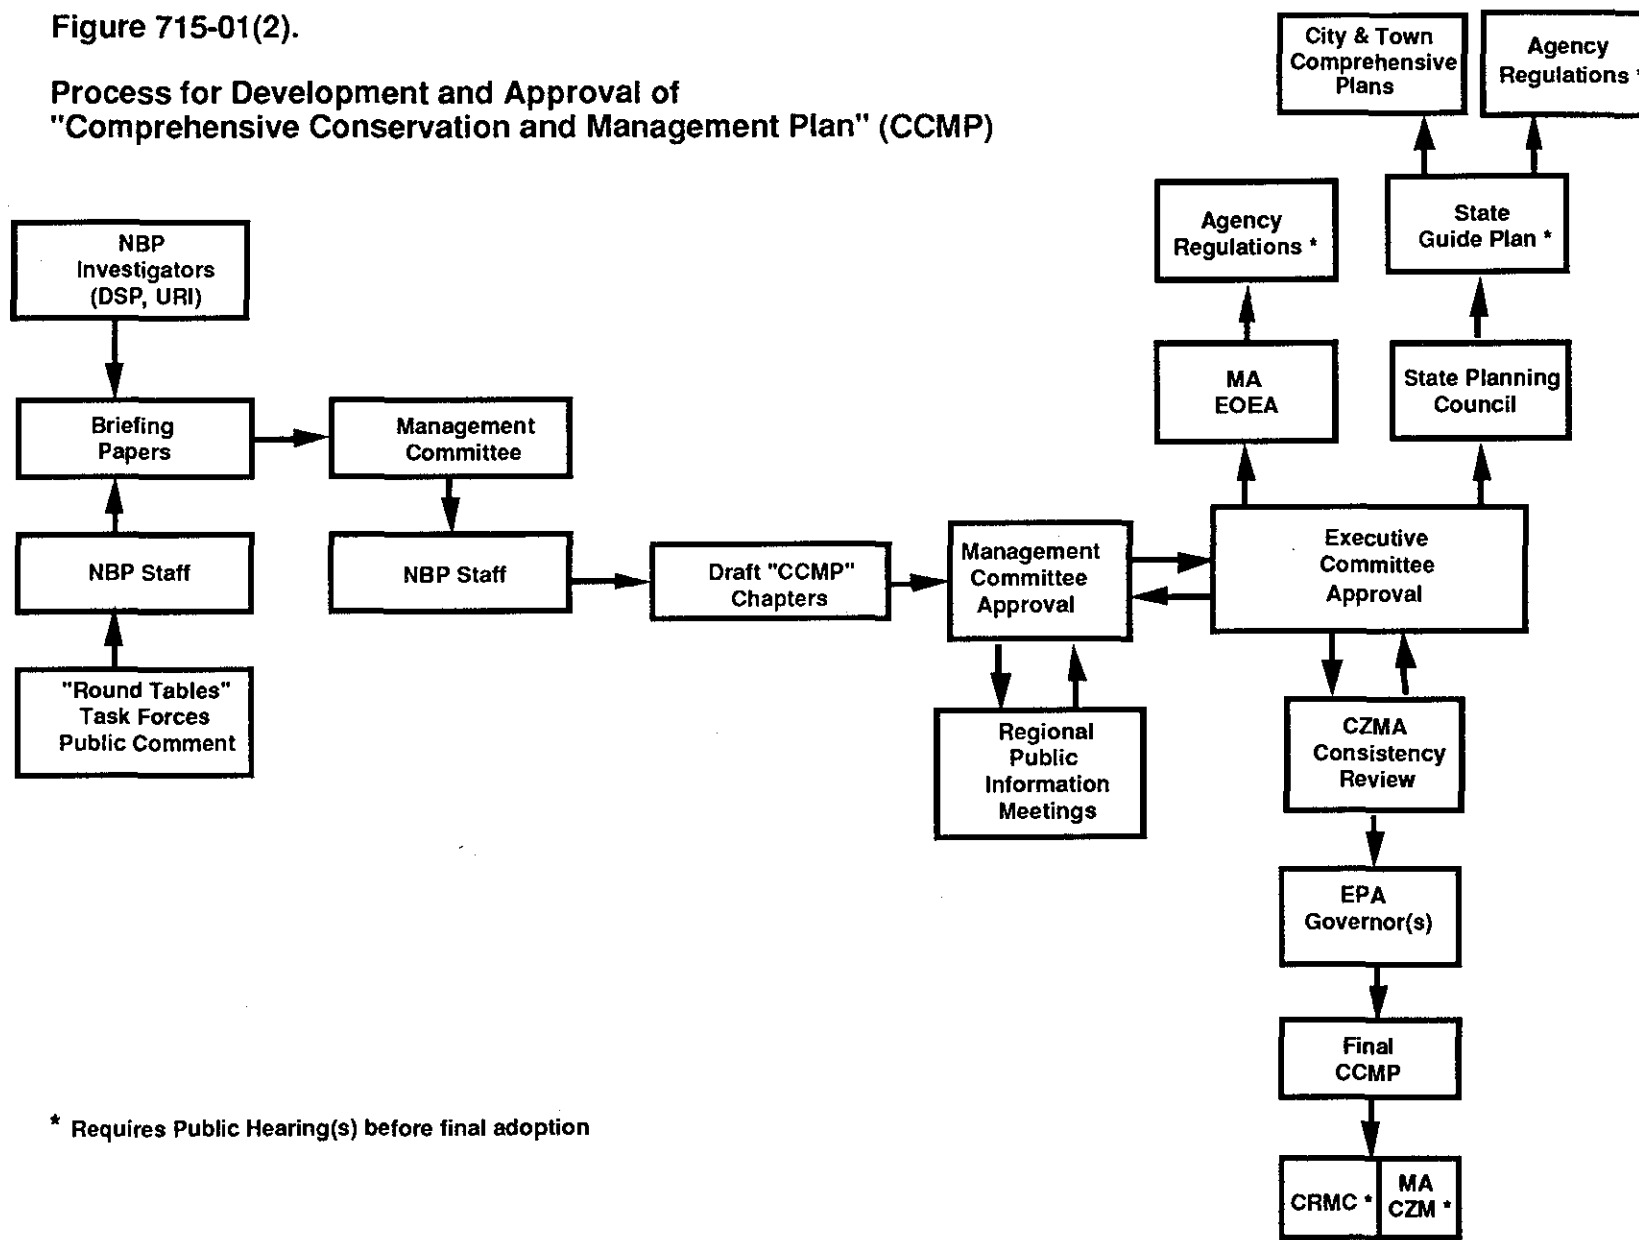 Figure 715-01(2).
Process for Development and Approval of
"Comprehensive Conservation and Management Plan" (CCMP)
City & Town
Comprehensive
Plans
Agency
Regulations *
Agency
Regulations *
State
Guide Plan *
NBP
Investigators
(DSP, URI)
MA
EOEA
State Planning
Council
Briefing
Papers
Management
Committee
NBP Staff
NBP Staff
Draft "CCMP"
Chapters
Management
Committee
Approval
Executive
Committee
Approval
"Round Tables"
Task Forces
Public Comment
Regional
Public
Information
Meetings
CZMA
Consistency
Review
EPA
Governor(s)
Final
CCMP
* Requires Public Hearing(s) before final adoption
CRMC *
MA
CZM *